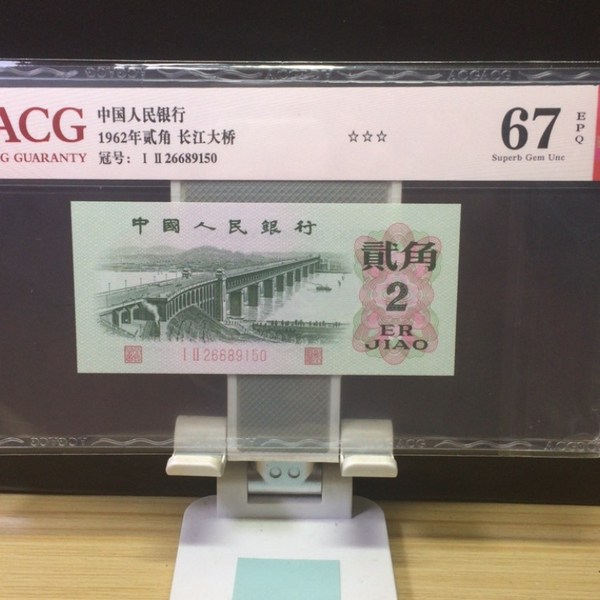 ACG
G GUARANTY
中国人民银行
1962年贰角 长江大桥
冠号: I II 26689150
☆☆☆
67
EPQ
Superb Gem Unc
中國人民銀行
貳角
2
ER
JIAO
I II 26689150